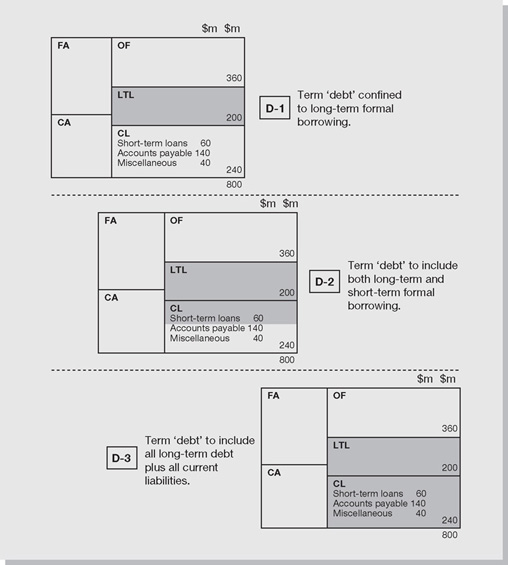 $m $m
FA OF
360
LTL
200
CA
CL
Short-term loans 60
Accounts payable 140
Miscellaneous 40
240
800
D-1
Term ‘debt’ confined
to long-term formal
borrowing.
$m $m
FA OF
360
LTL
200
CA
CL
Short-term loans 60
Accounts payable 140
Miscellaneous 40
240
800
D-2
Term ‘debt’ to include
both long-term and
short-term formal
borrowing.
$m $m
FA OF
360
LTL
200
CA
CL
Short-term loans 60
Accounts payable 140
Miscellaneous 40
240
800
D-3
Term ‘debt’ to include
all long-term debt
plus all current
liabilities.